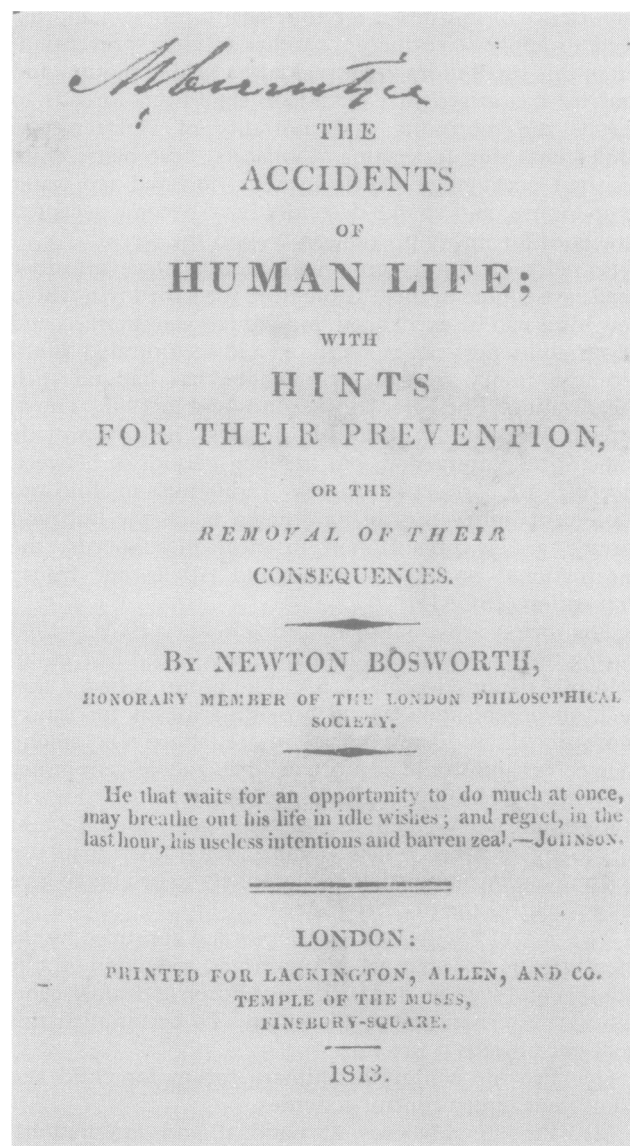 THE
ACCIDENTS
OF
HUMAN LIFE;
WITH
HINTS
FOR THEIR PREVENTION,
OR THE
REMOVAL OF THEIR
CONSEQUENCES.
By NEWTON BOSWORTH,
HONORARY MEMBER OF THE LONDON PHILOSOPHICAL
SOCIETY.
He that waits for an opportunity to do much at once,
may breathe out his life in idle wishes; and regret, in the
last hour, his useless intentions and barren zeal.—JOHNSON.
LONDON:
PRINTED FOR LACKINGTON, ALLEN, AND CO.
TEMPLE OF THE MUSES,
FINSBURY-SQUARE.
1813.